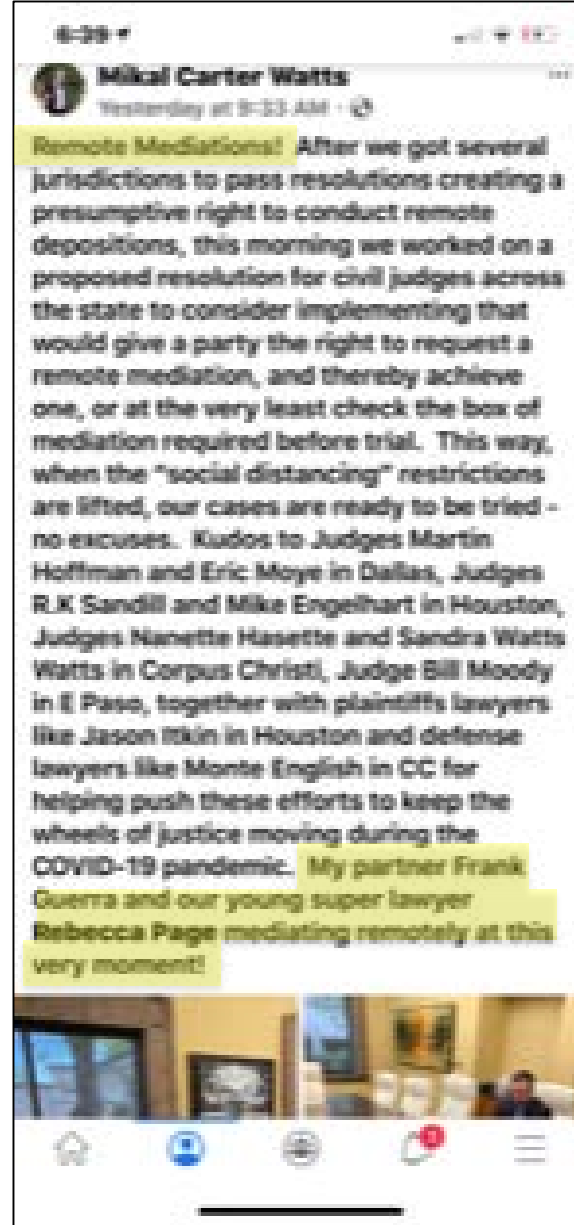 6:39
Mikal Carter Watts
Yesterday at 9:33 AM ·
Remote Mediations! After we got several
jurisdictions to pass resolutions creating a
presumptive right to conduct remote
depositions, this morning we worked on a
proposed resolution for civil judges across
the state to consider implementing that
would give a party the right to request a
remote mediation, and thereby achieve
one, or at the very least check the box of
mediation required before trial. This way,
when the "social distancing" restrictions
are lifted, our cases are ready to be tried -
no excuses. Kudos to Judges Martin
Hoffman and Eric Moye in Dallas, Judges
R.K Sandill and Mike Engelhart in Houston,
Judges Nanette Hasette and Sandra Watts
Watts in Corpus Christi, Judge Bill Moody
in E Paso, together with plaintiffs lawyers
like Jason Itkin in Houston and defense
lawyers like Monte English in CC for
helping push these efforts to keep the
wheels of justice moving during the
COVID-19 pandemic. My partner Frank
Guerra and our young super lawyer
Rebecca Page mediating remotely at this
very moment!